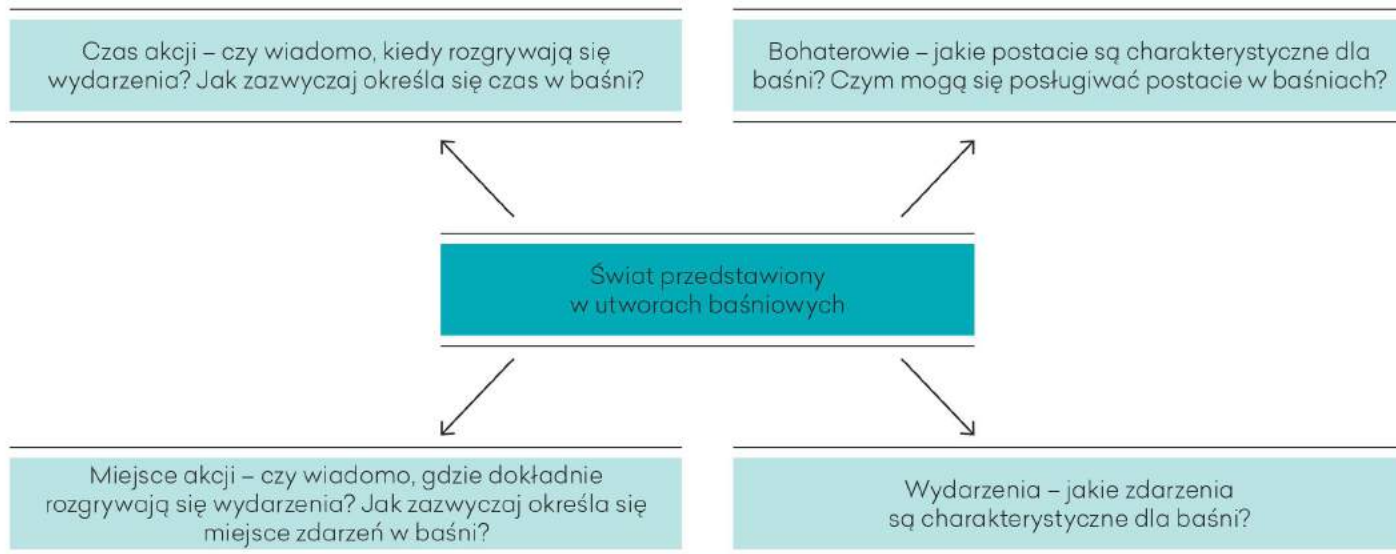 Czas akcji – czy wiadomo, kiedy rozgrywają się
wydarzenia? Jak zazwyczaj określa się czas w baśni?
Bohaterowie – jakie postacie są charakterystyczne dla
baśni? Czym mogą się posługiwać postacie w baśniach?
Świat przedstawiony
w utworach baśniowych
Miejsce akcji – czy wiadomo, gdzie dokładnie
rozgrywają się wydarzenia? Jak zazwyczaj określa się
miejsce zdarzeń w baśni?
Wydarzenia – jakie zdarzenia
są charakterystyczne dla baśni?